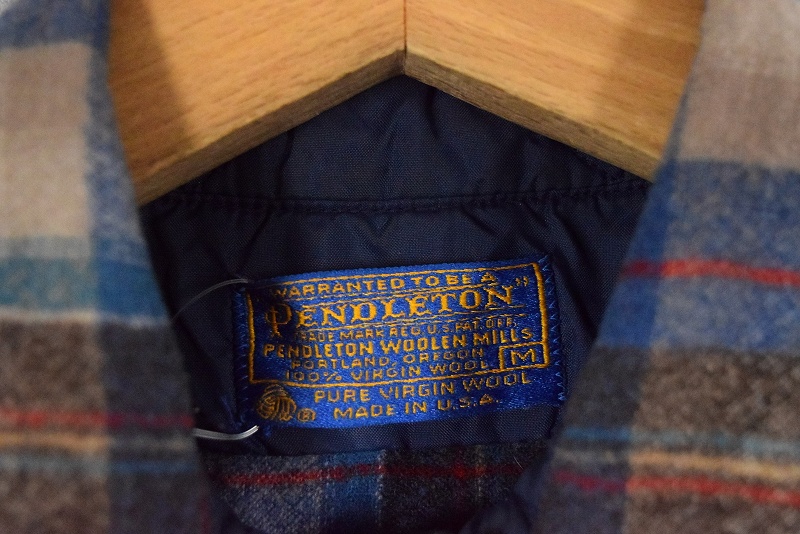 WARRANTED TO BE A
"PENDLETON"
TRADE MARK REG. U.S. PAT. OFF.
PENDLETON WOOLEN MILLS
PORTLAND, OREGON
100% VIRGIN WOOL
M
PURE VIRGIN WOOL
MADE IN U.S.A.